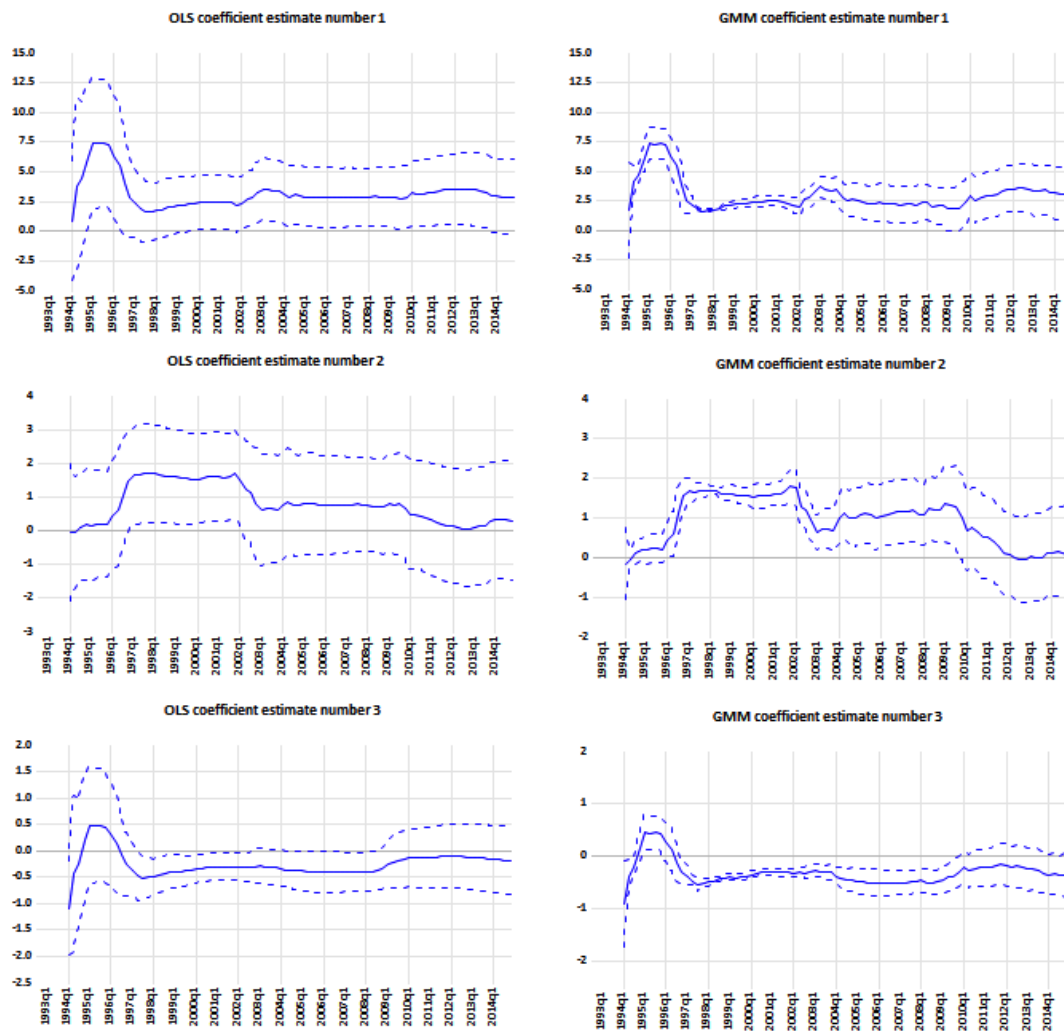 OLS coefficient estimate number 1
15.0
12.5
10.0
7.5
5.0
2.5
0.0
-2.5
-5.0
1993q1
1994q1
1995q1
1996q1
1997q1
1998q1
1999q1
2000q1
2001q1
2002q1
2003q1
2004q1
2005q1
2006q1
2007q1
2008q1
2009q1
2010q1
2011q1
2012q1
2013q1
2014q1
GMM coefficient estimate number 1
15.0
12.5
10.0
7.5
5.0
2.5
0.0
-2.5
-5.0
1993q1
1994q1
1995q1
1996q1
1997q1
1998q1
1999q1
2000q1
2001q1
2002q1
2003q1
2004q1
2005q1
2006q1
2007q1
2008q1
2009q1
2010q1
2011q1
2012q1
2013q1
2014q1
OLS coefficient estimate number 2
4
3
2
1
0
-1
-2
-3
1993q1
1994q1
1995q1
1996q1
1997q1
1998q1
1999q1
2000q1
2001q1
2002q1
2003q1
2004q1
2005q1
2006q1
2007q1
2008q1
2009q1
2010q1
2011q1
2012q1
2013q1
2014q1
GMM coefficient estimate number 2
4
3
2
1
0
-1
-2
1993q1
1994q1
1995q1
1996q1
1997q1
1998q1
1999q1
2000q1
2001q1
2002q1
2003q1
2004q1
2005q1
2006q1
2007q1
2008q1
2009q1
2010q1
2011q1
2012q1
2013q1
2014q1
OLS coefficient estimate number 3
2.0
1.5
1.0
0.5
0.0
-0.5
-1.0
-1.5
-2.0
-2.5
1993q1
1994q1
1995q1
1996q1
1997q1
1998q1
1999q1
2000q1
2001q1
2002q1
2003q1
2004q1
2005q1
2006q1
2007q1
2008q1
2009q1
2010q1
2011q1
2012q1
2013q1
2014q1
GMM coefficient estimate number 3
2
1
0
-1
-2
1993q1
1994q1
1995q1
1996q1
1997q1
1998q1
1999q1
2000q1
2001q1
2002q1
2003q1
2004q1
2005q1
2006q1
2007q1
2008q1
2009q1
2010q1
2011q1
2012q1
2013q1
2014q1